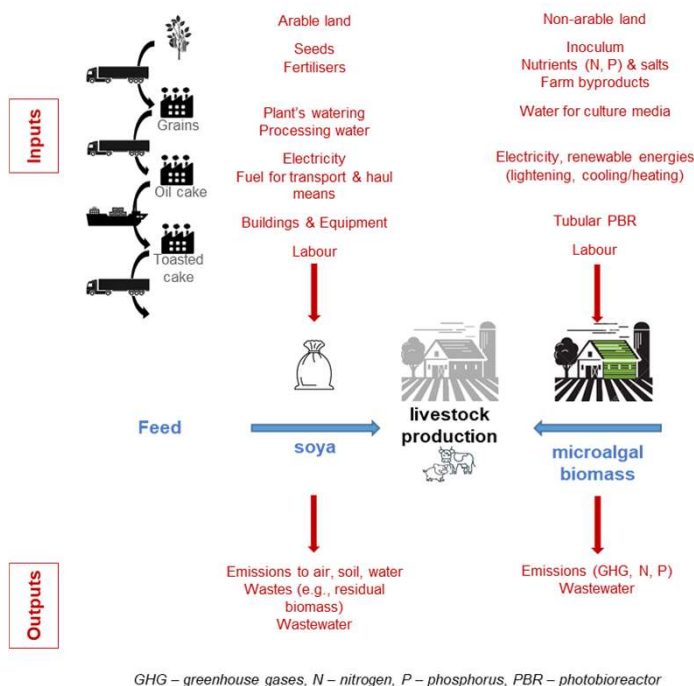 Arable land
Non-arable land
Seeds
Fertilisers
Inoculum
Nutrients (N, P) & salts
Farm byproducts
Inputs
Grains
Plant's watering
Processing water
Water for culture media
Oil cake
Electricity
Fuel for transport & haul
means
Electricity, renewable energies
(lightening, cooling/heating)
Toasted
cake
Buildings & Equipment
Tubular PBR
Labour
Labour
Feed
soya
livestock
production
microalgal
biomass
Outputs
Emissions to air, soil, water
Wastes (e.g., residual
biomass)
Wastewater
Emissions (GHG, N, P)
Wastewater
GHG – greenhouse gases, N – nitrogen, P – phosphorus, PBR – photobioreactor